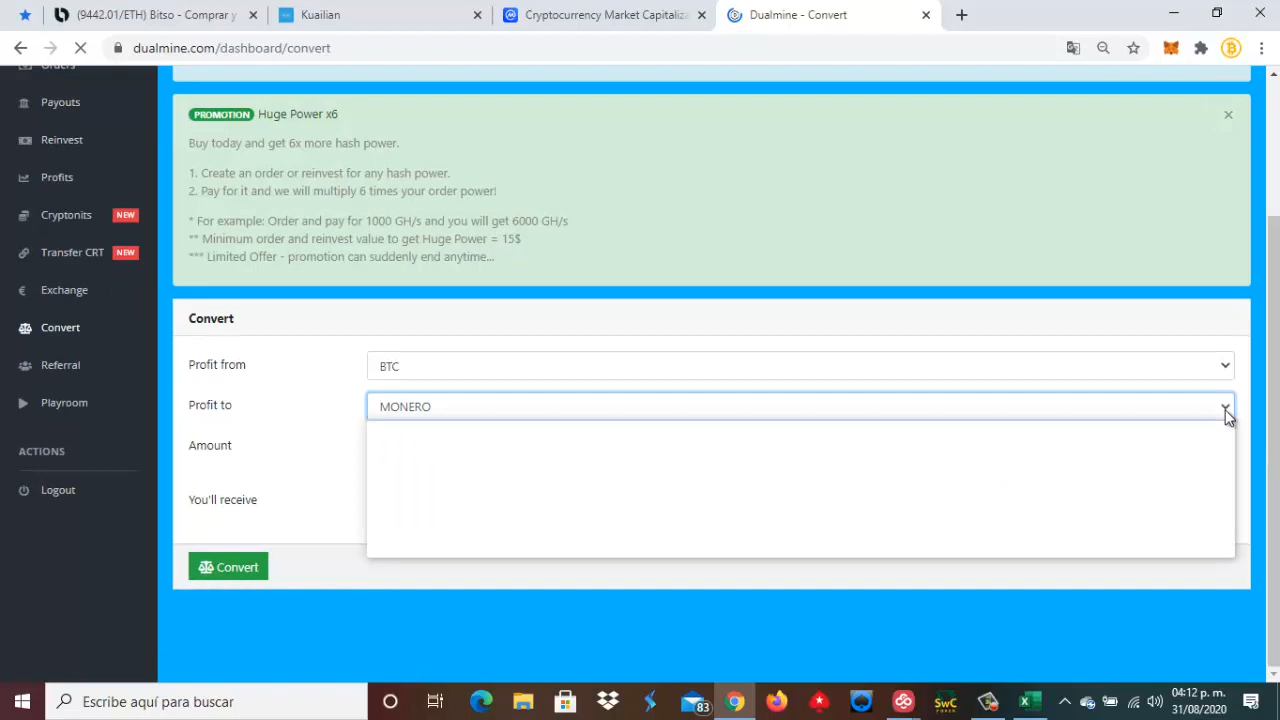 (9442.01/ETH) Bitso - Comprar y
Kuailian
Cryptocurrency Market Capitaliza
Dualmine - Convert
dualmine.com/dashboard/convert
Orders
Payouts
Reinvest
Profits
Cryptonits NEW
Transfer CRT NEW
Exchange
Convert
Referral
Playroom
ACTIONS
Logout
PROMOTION Huge Power x6
Buy today and get 6x more hash power.
1. Create an order or reinvest for any hash power.
2. Pay for it and we will multiply 6 times your order power!
* For example: Order and pay for 1000 GH/s and you will get 6000 GH/s
** Minimum order and reinvest value to get Huge Power = 15$
*** Limited Offer - promotion can suddenly end anytime...
Convert
Profit from
BTC
Profit to
MONERO
Amount
You'll receive
Convert
Escribe aquí para buscar
83
SwC
POKER
04:12 p. m.
31/08/2020